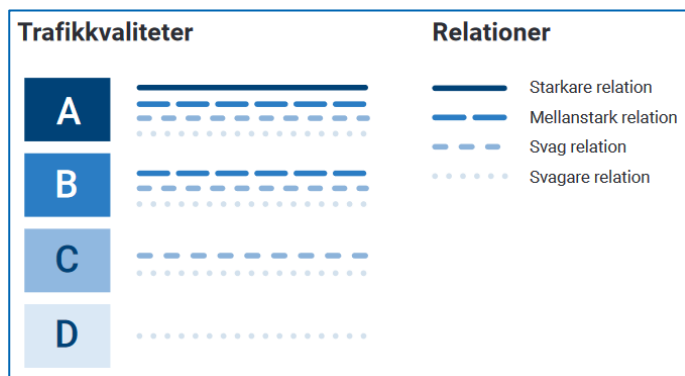 Trafikkvaliteter
A
B
C
D
Relationer
Starkare relation
Mellanstark relation
Svag relation
Svagare relation